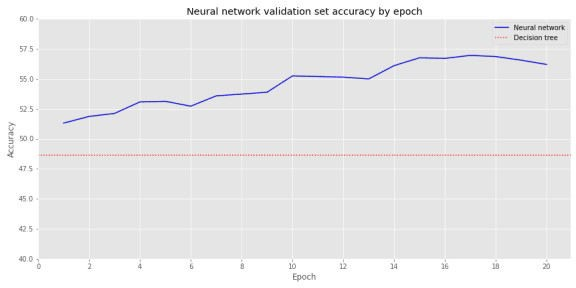 Neural network validation set accuracy by epoch
60.0
57.5
55.0
52.5
50.0
47.5
45.0
42.5
40.0
Accuracy
Neural network
Decision tree
0 2 4 6 8 10 12 14 16 18 20
Epoch